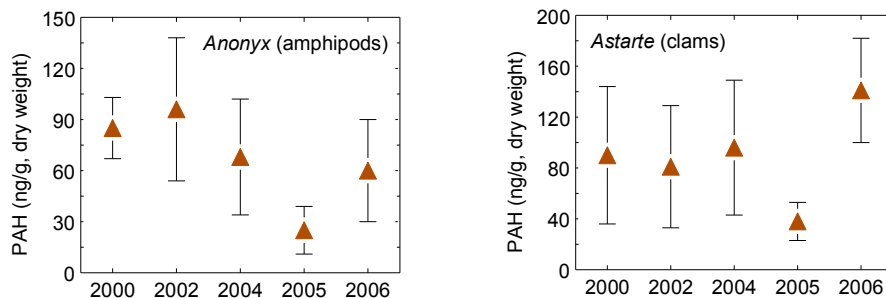 PAH (ng/g, dry weight)
150
120
90
60
30
0
Anonyx (amphipods)
2000 2002 2004 2005 2006
PAH (ng/g, dry weight)
200
160
120
80
40
0
Astarte (clams)
2000 2002 2004 2005 2006